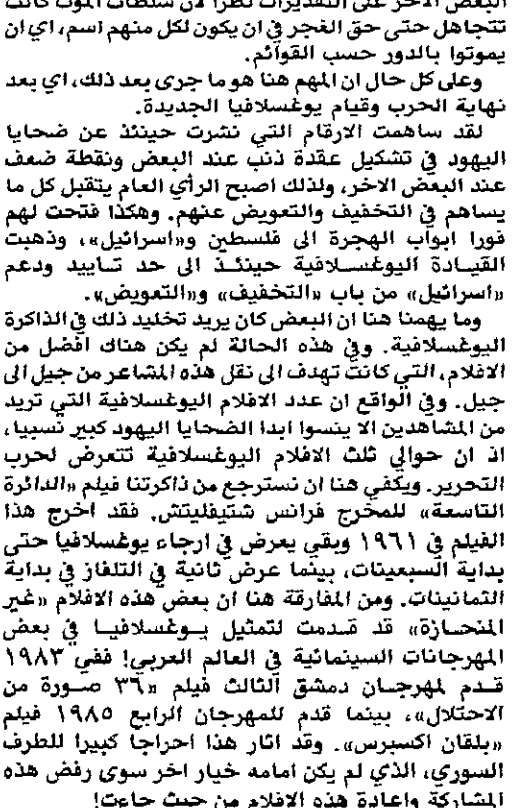 البعض الاخر على التقديرات نظرا لان سلطات الموت كانت
تتجاهل حتى حق الغجر في ان يكون لكل منهم اسم، اي ان
يموتوا بالدور حسب القوائم.
وعلى كل حال ان المهم هنا هو ما جرى بعد ذلك، اي بعد
نهاية الحرب وقيام يوغسلافيا الجديدة.
لقد ساهمت الارقام التي نشرت حينئذ عن ضحايا
اليهود في تشكيل عقدة ذنب عند البعض ونقطة ضعف
عند البعض الاخر، ولذلك اصبح الرأي العام يتقبل كل ما
يساهم في التخفيف والتعويض عنهم. وهكذا فتحت لهم
فورا ابواب الهجرة الى فلسطين و«اسرائيل»، وذهبت
القيادة اليوغسلافية حينئذ الى حد تاييد ودعم
«اسرائيل» من باب «التخفيف» و«التعويض».
وما يهمنا هنا ان البعض كان يريد تخليد ذلك في الذاكرة
اليوغسلافية. وفي هذه الحالة لم يكن هناك افضل من
الافلام، التي كانت تهدف الى نقل هذه المشاعر من جيل الى
جيل. وفي الواقع ان عدد الافلام اليوغسلافية التي تريد
من المشاهدين الا ينسوا ابدا الضحايا اليهود كبير نسبيا،
اذ ان حوالي ثلث الافلام اليوغسلافية تتعرض لحرب
التحرير. ويكفي هنا ان نسترجع من ذاكرتنا فيلم «الدائرة
التاسعة» للمخرج فرانس شتيغليتش. فقد اخرج هذا
الفيلم في ١٩٦١ وبقي يعرض في ارجاء يوغسلافيا حتى
بداية السبعينات، بينما عرض ثانية في التلفاز في بداية
الثمانينات. ومن المفارقة هنا ان بعض هذه الافلام «غير
المنحازة» قد قدمت لتمثيل يوغسلافيا في بعض
المهرجانات السينمائية في العالم العربي! ففي ١٩٨٣
قدم لمهرجان دمشق الثالث فيلم «٣٦ صورة من
الاحتلال»، بينما قدم للمهرجان الرابع ١٩٨٥ فيلم
«بلقان اكسبرس». وقد اثار هذا احراجا كبيرا للطرف
السوري، الذي لم يكن امامه خيار اخر سوى رفض هذه
المشاركة واعادة هذه الافلام من حيث جاءت!